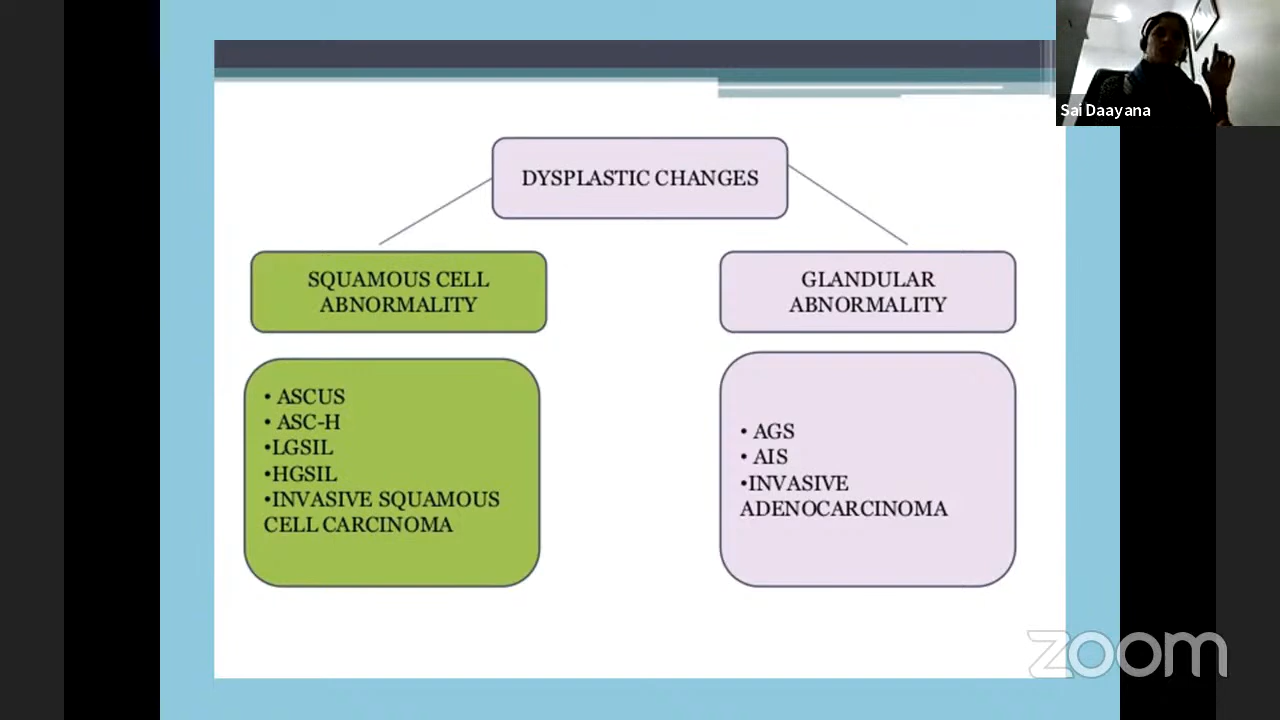 Sai Daayana
DYSPLASTIC CHANGES
SQUAMOUS CELL
ABNORMALITY
GLANDULAR
ABNORMALITY
• ASCUS
• ASC-H
•LGSIL
•HGSIL
•INVASIVE SQUAMOUS
CELL CARCINOMA
• AGS
• AIS
•INVASIVE
ADENOCARCINOMA
zoom